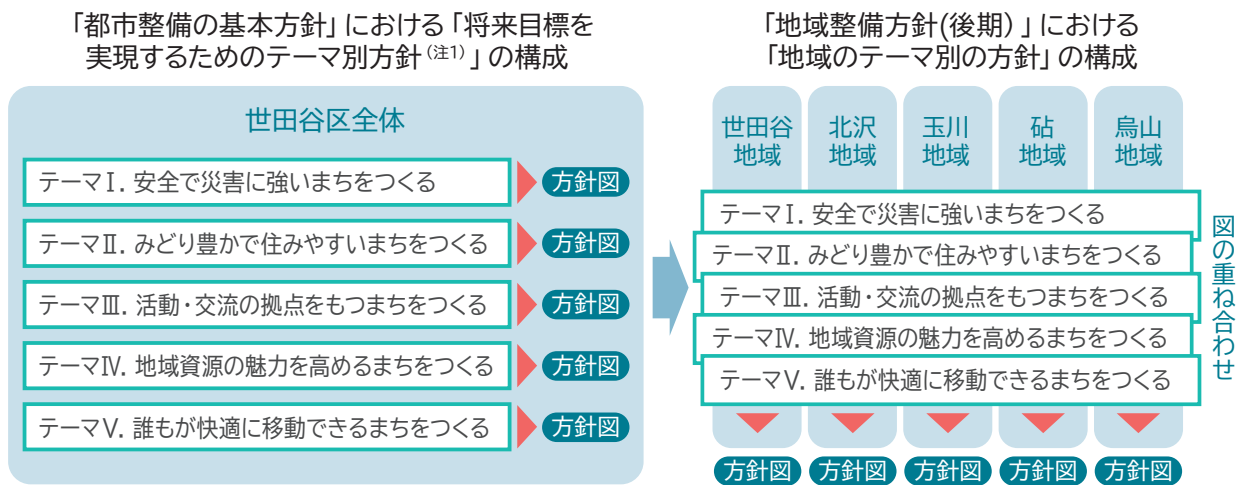 「都市整備の基本方針」における「将来目標を
実現するためのテーマ別方針(注1)」の構成
世田谷区全体
テーマⅠ. 安全で災害に強いまちをつくる
方針図
テーマⅡ. みどり豊かで住みやすいまちをつくる
方針図
テーマⅢ. 活動・交流の拠点をもつまちをつくる
方針図
テーマⅣ. 地域資源の魅力を高めるまちをつくる
方針図
テーマⅤ. 誰もが快適に移動できるまちをつくる
方針図
「地域整備方針(後期)」における
「地域のテーマ別の方針」の構成
世田谷
地域
北沢
地域
玉川
地域
砧
地域
烏山
地域
テーマⅠ. 安全で災害に強いまちをつくる
テーマⅡ. みどり豊かで住みやすいまちをつくる
テーマⅢ. 活動・交流の拠点をもつまちをつくる
テーマⅣ. 地域資源の魅力を高めるまちをつくる
テーマⅤ. 誰もが快適に移動できるまちをつくる
図の重ね合わせ
方針図
方針図
方針図
方針図
方針図